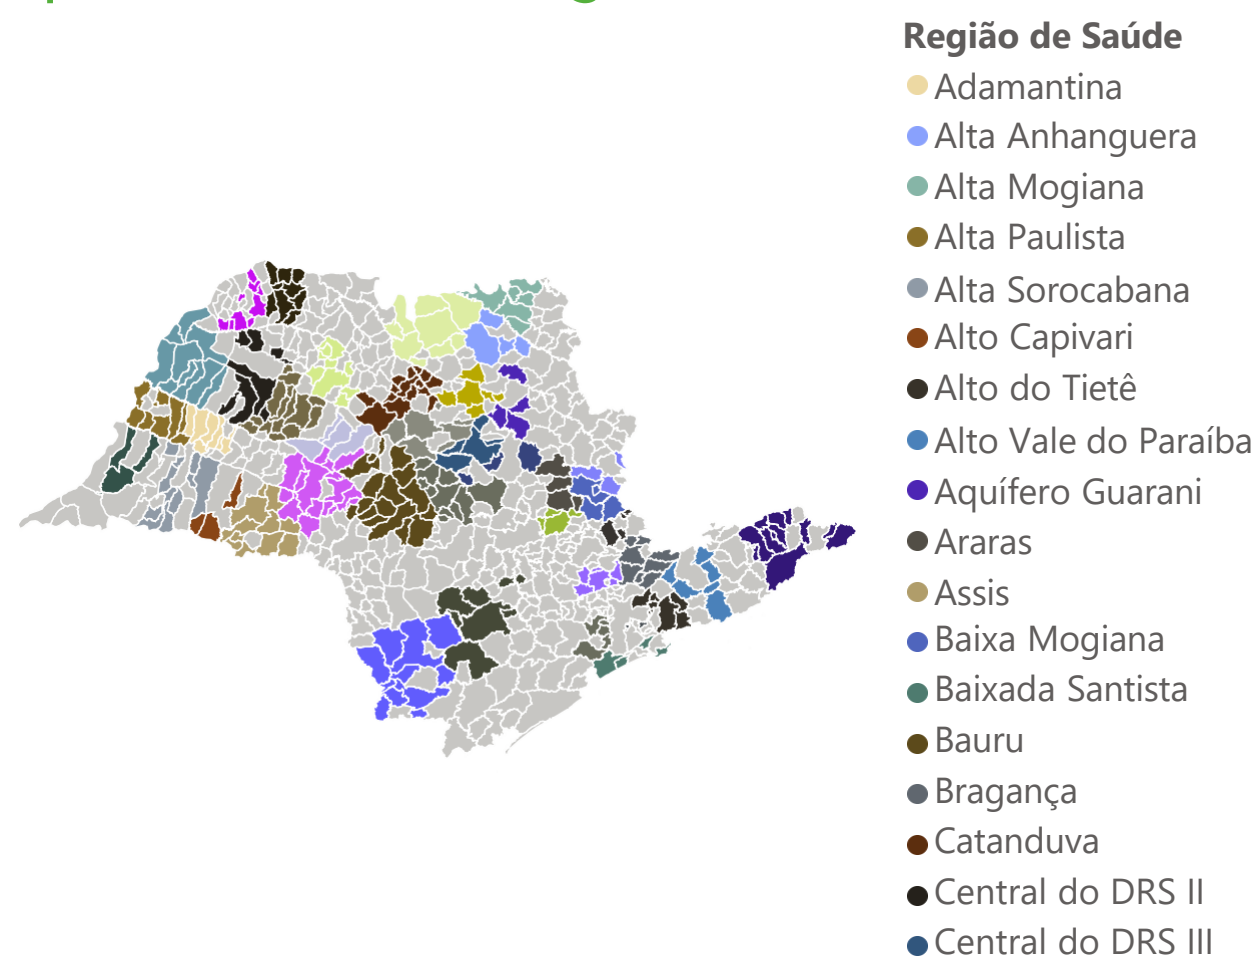 Região de Saúde
Adamantina
Alta Anhanguera
Alta Mogiana
Alta Paulista
Alta Sorocabana
Alto Capivari
Alto do Tietê
Alto Vale do Paraíba
Aquífero Guarani
Araras
Assis
Baixa Mogiana
Baixada Santista
Bauru
Bragança
Catanduva
Central do DRS II
Central do DRS III